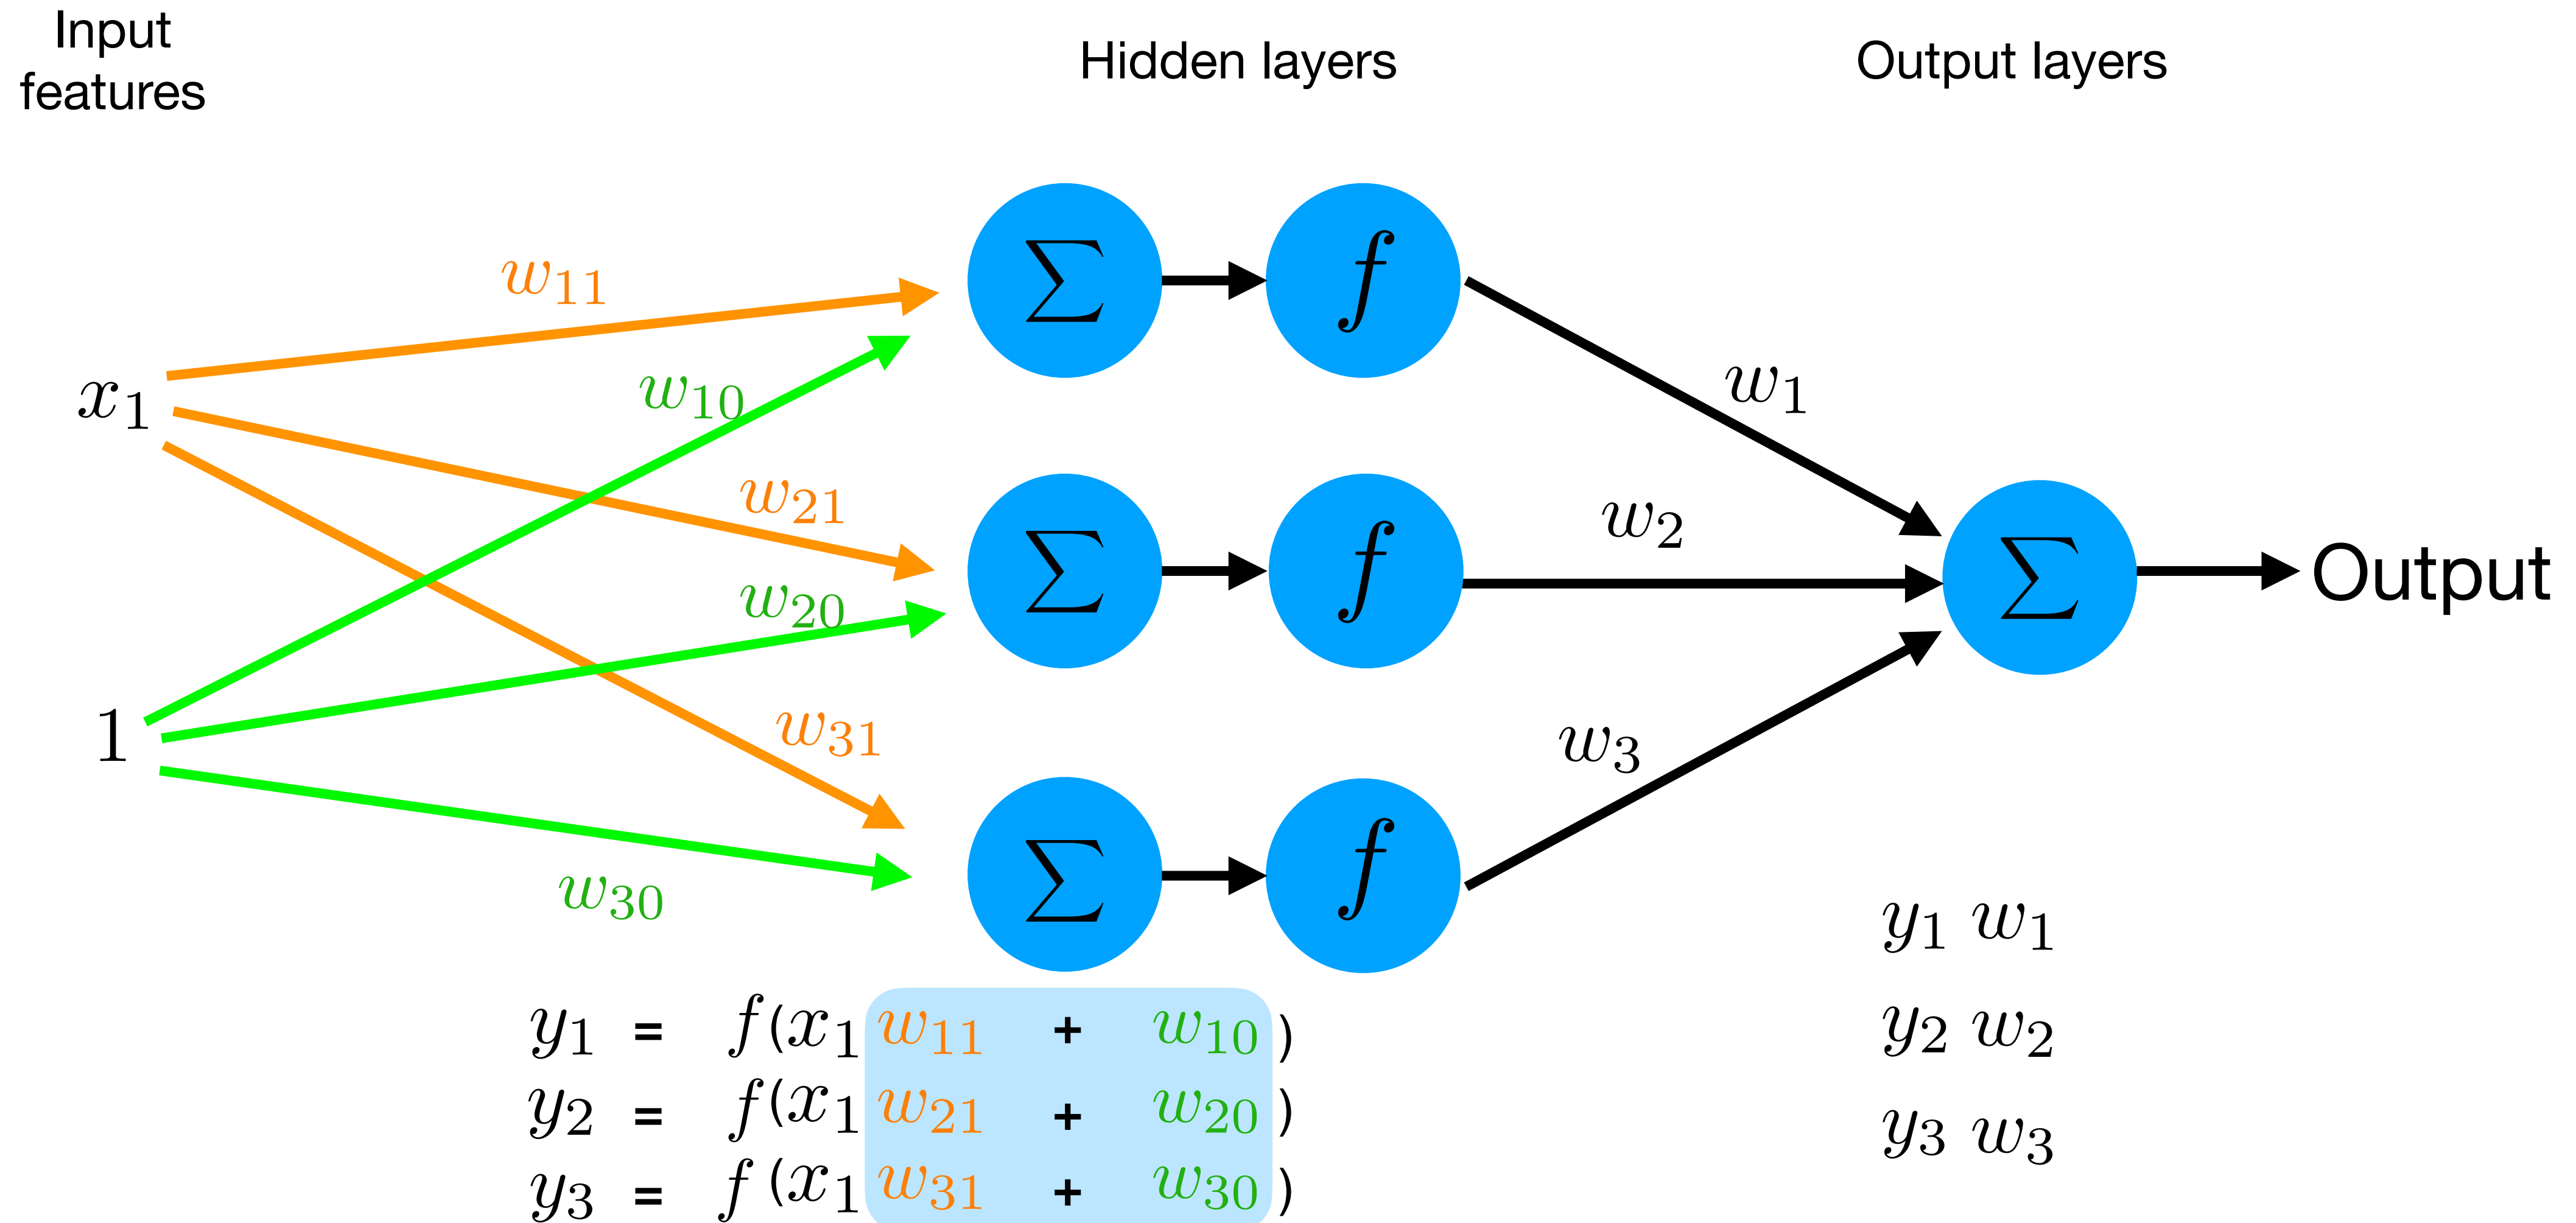 Input
features
Hidden layers
Output layers
x₁
1
w₁₁
w₁₀
w₂₁
w₂₀
w₃₁
w₃₀
∑ f
∑ f
∑ f
w₁
w₂
w₃
∑
Output
y₁ = f(x₁ w₁₁ + w₁₀)
y₂ = f(x₁ w₂₁ + w₂₀)
y₃ = f(x₁ w₃₁ + w₃₀)
y₁ w₁
y₂ w₂
y₃ w₃